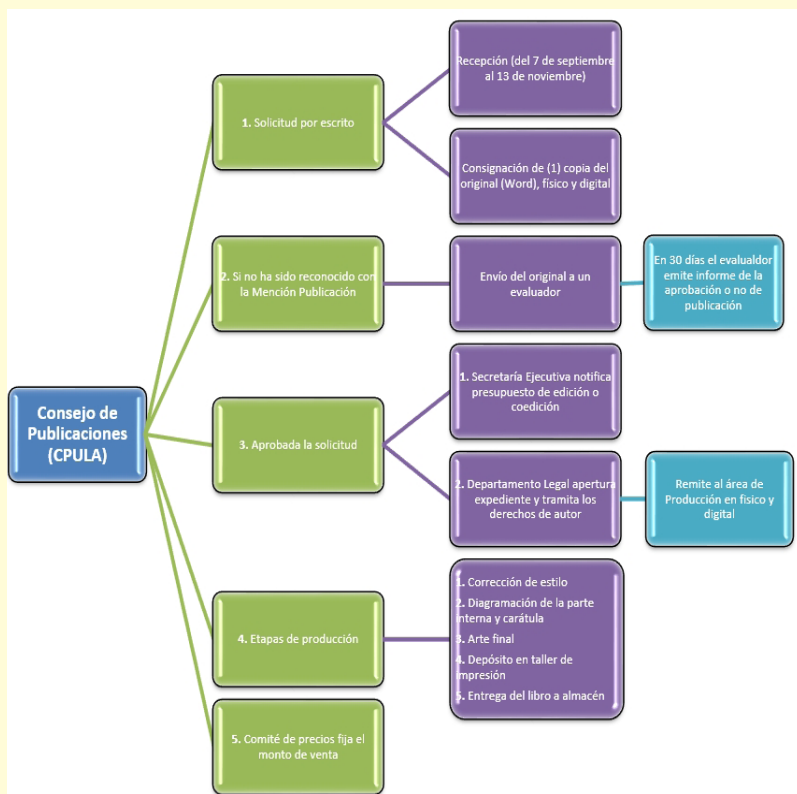 Consejo de
Publicaciones
(CPULA)
1. Solicitud por escrito
Recepción (del 7 de septiembre
al 13 de noviembre)
Consignación de (1) copia del
original (Word), físico y digital
2. Si no ha sido reconocido con
la Mención Publicación
Envío del original a un
evaluador
En 30 días el evalualdor
emite informe de la
aprobación o no de
publicación
3. Aprobada la solicitud
1. Secretaría Ejecutiva notifica
presupuesto de edición o
coedición
2. Departamento Legal apertura
expediente y tramita los
derechos de autor
Remite al área de
Producción en fisico y
digital
4. Etapas de producción
1. Corrección de estilo
2. Diagramación de la parte
interna y carátula
3. Arte final
4. Depósito en taller de
impresión
5. Entrega del libro a almacén
5. Comité de precios fija el
monto de venta